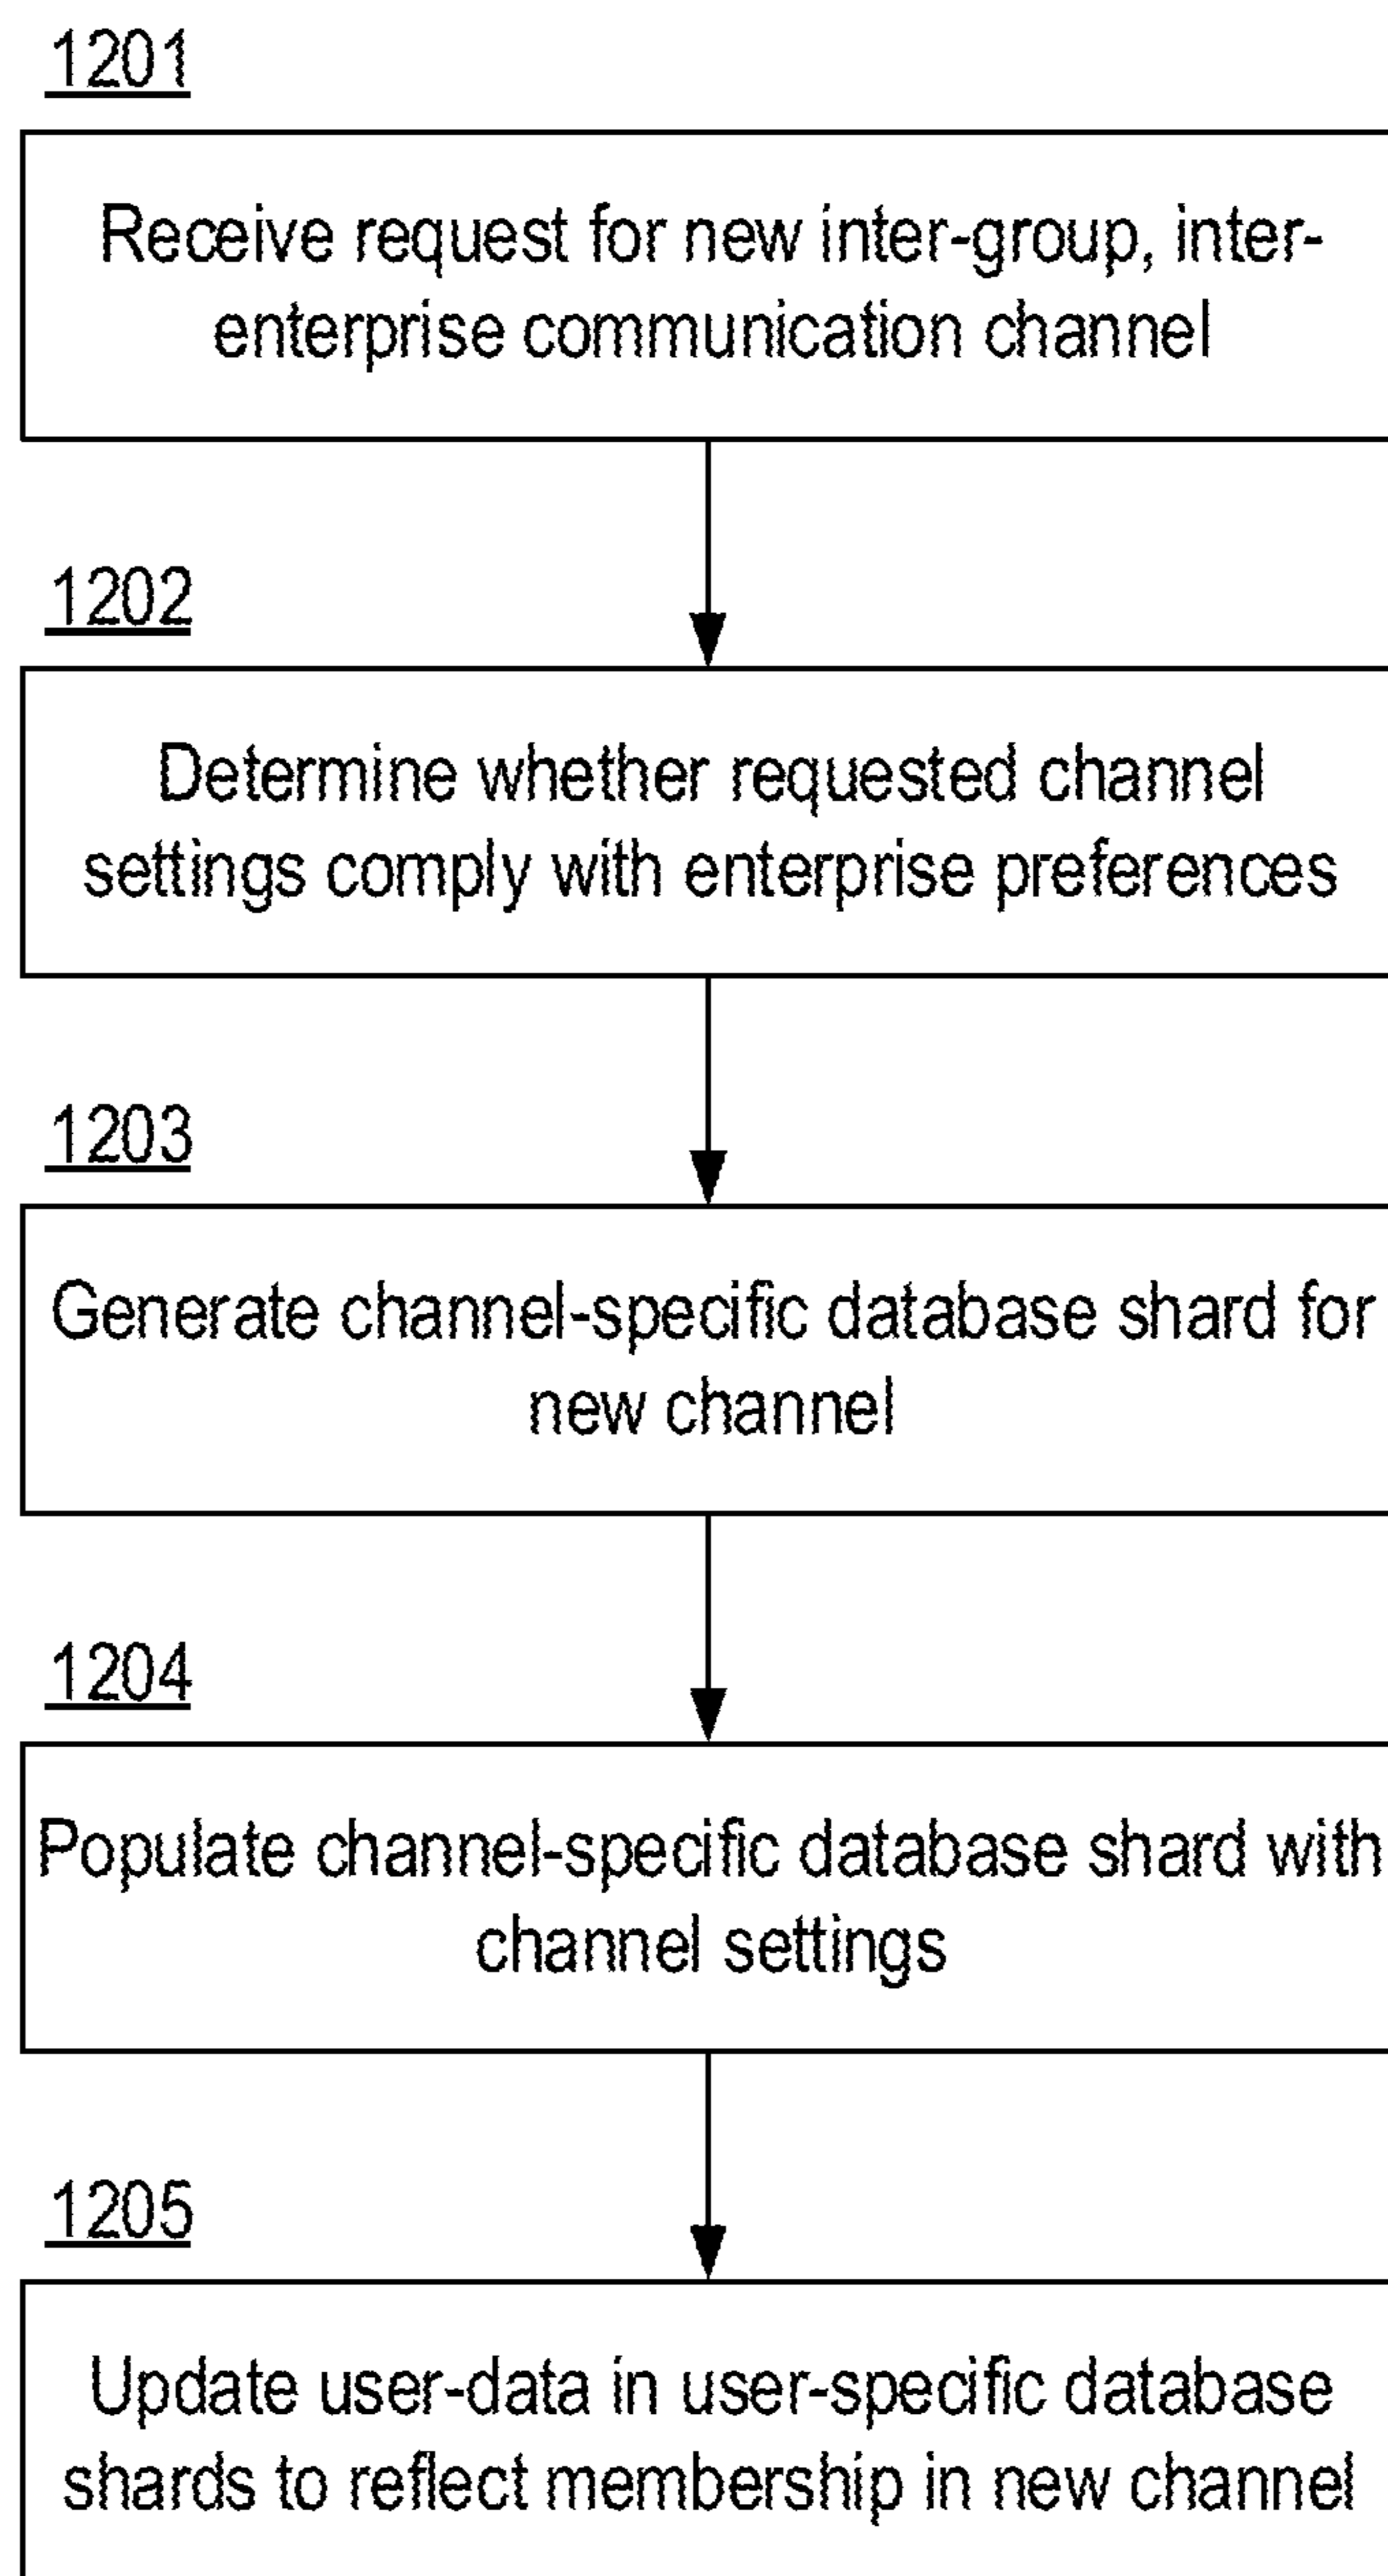 1201
Receive request for new inter-group, inter-
enterprise communication channel
1202
Determine whether requested channel
settings comply with enterprise preferences
1203
Generate channel-specific database shard for
new channel
1204
Populate channel-specific database shard with
channel settings
1205
Update user-data in user-specific database
shards to reflect membership in new channel